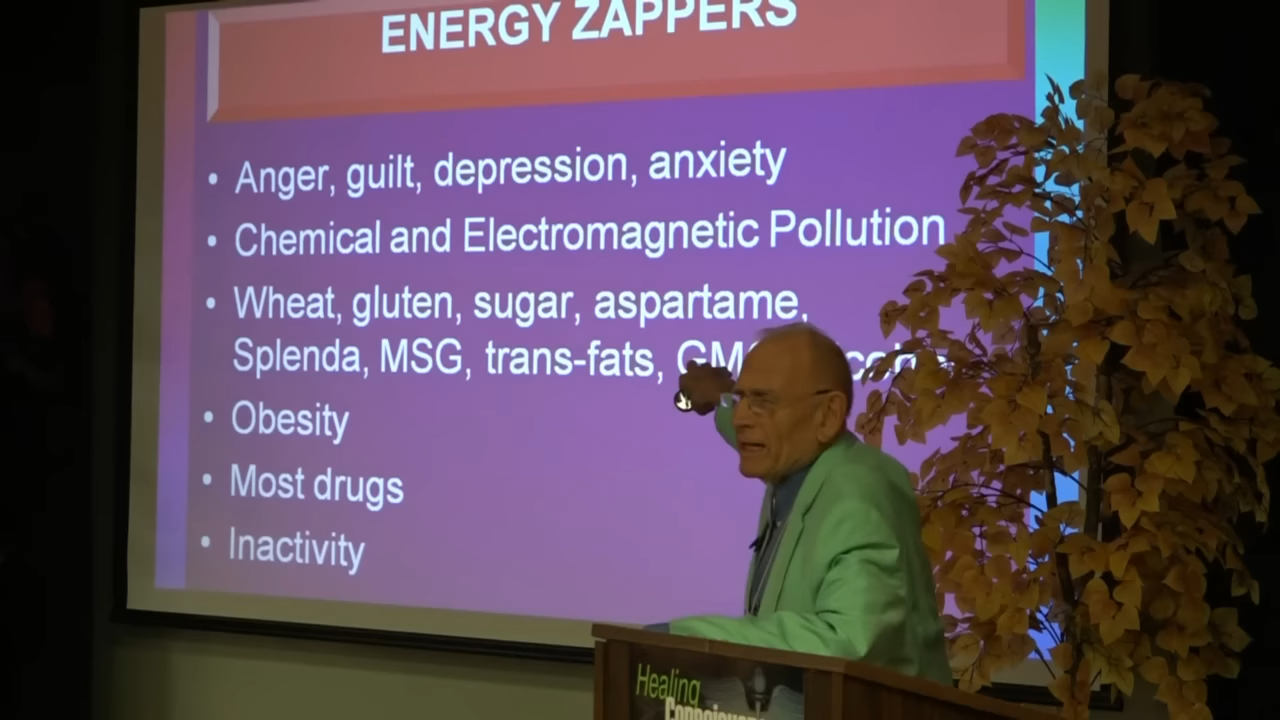 ENERGY ZAPPERS
• Anger, guilt, depression, anxiety
• Chemical and Electromagnetic Pollution
• Wheat, gluten, sugar, aspartame,
Splenda, MSG, trans-fats,
• Obesity
• Most drugs
• Inactivity
Healing